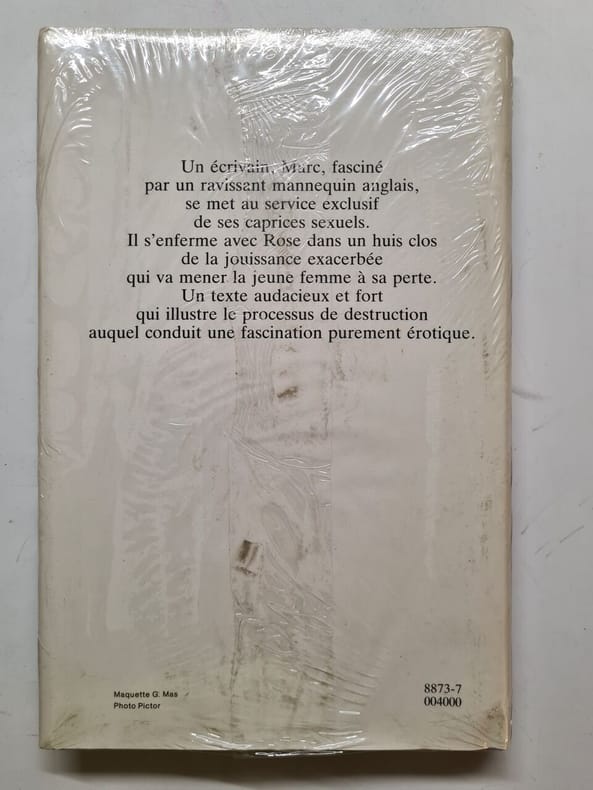 Un écrivain, Marc, fasciné
par un ravissant mannequin anglais,
se met au service exclusif
de ses caprices sexuels.
Il s'enferme avec Rose dans un huis clos
de la jouissance exacerbée
qui va mener la jeune femme à sa perte.
Un texte audacieux et fort
qui illustre le processus de destruction
auquel conduit une fascination purement érotique.
Maquette G. Mas
Photo Pictor
8873-7
004000